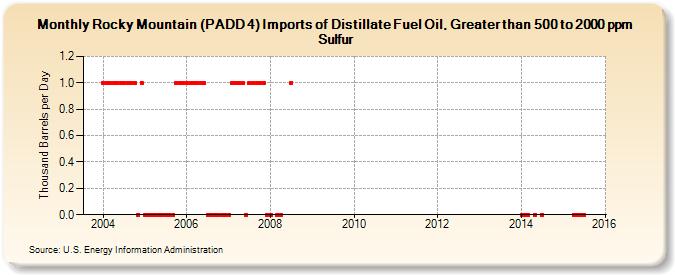 Monthly Rocky Mountain (PADD 4) Imports of Distillate Fuel Oil, Greater than 500 to 2000 ppm
Sulfur
Thousand Barrels per Day
1.2
1.0
0.8
0.6
0.4
0.2
0.0
2004 2006 2008 2010 2012 2014 2016
Source: U.S. Energy Information Administration